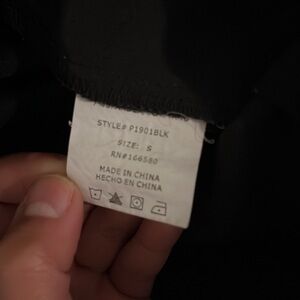 STYLE# P1901BLK
SIZE: S
RN#166580
MADE IN CHINA
HECHO EN CHINA